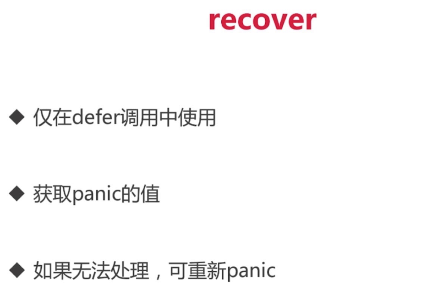 recover
◆ 仅在defer调用中使用
◆ 获取panic的值
◆ 如果无法处理，可重新panic